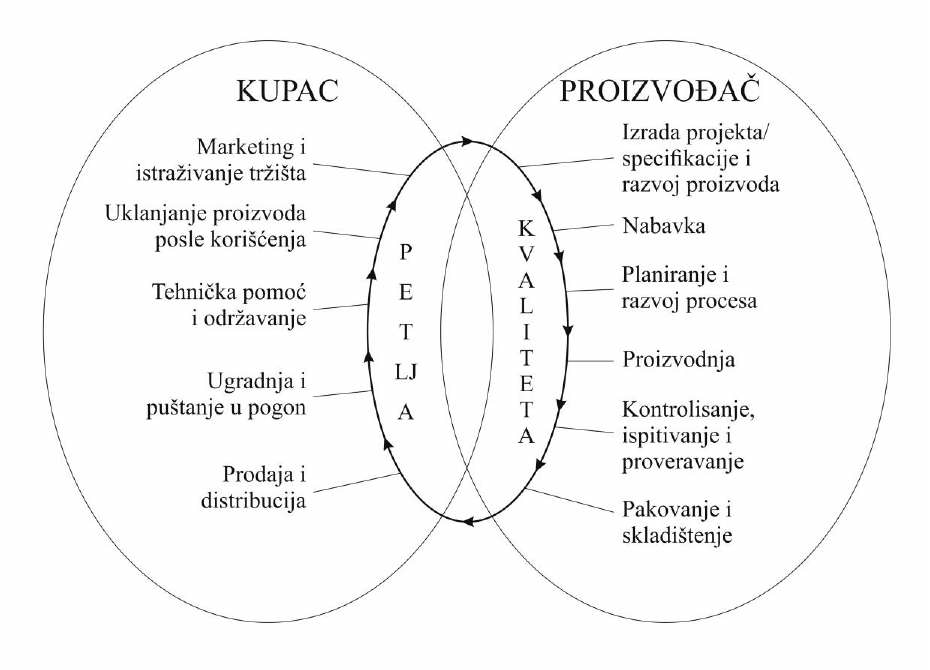 KUPAC
Marketing i
istraživanje tržišta
Uklanjanje proizvoda
posle korišćenja
Tehnička pomoć
i održavanje
Ugradnja i
puštanje u pogon
Prodaja i
distribucija
P
E
T
LJ
A
K
V
A
L
I
T
E
T
A
PROIZVOĐAČ
Izrada projekta/
specifikacije i
razvoj proizvoda
Nabavka
Planiranje i
razvoj procesa
Proizvodnja
Kontrolisanje,
ispitivanje i
proveravanje
Pakovanje i
skladištenje